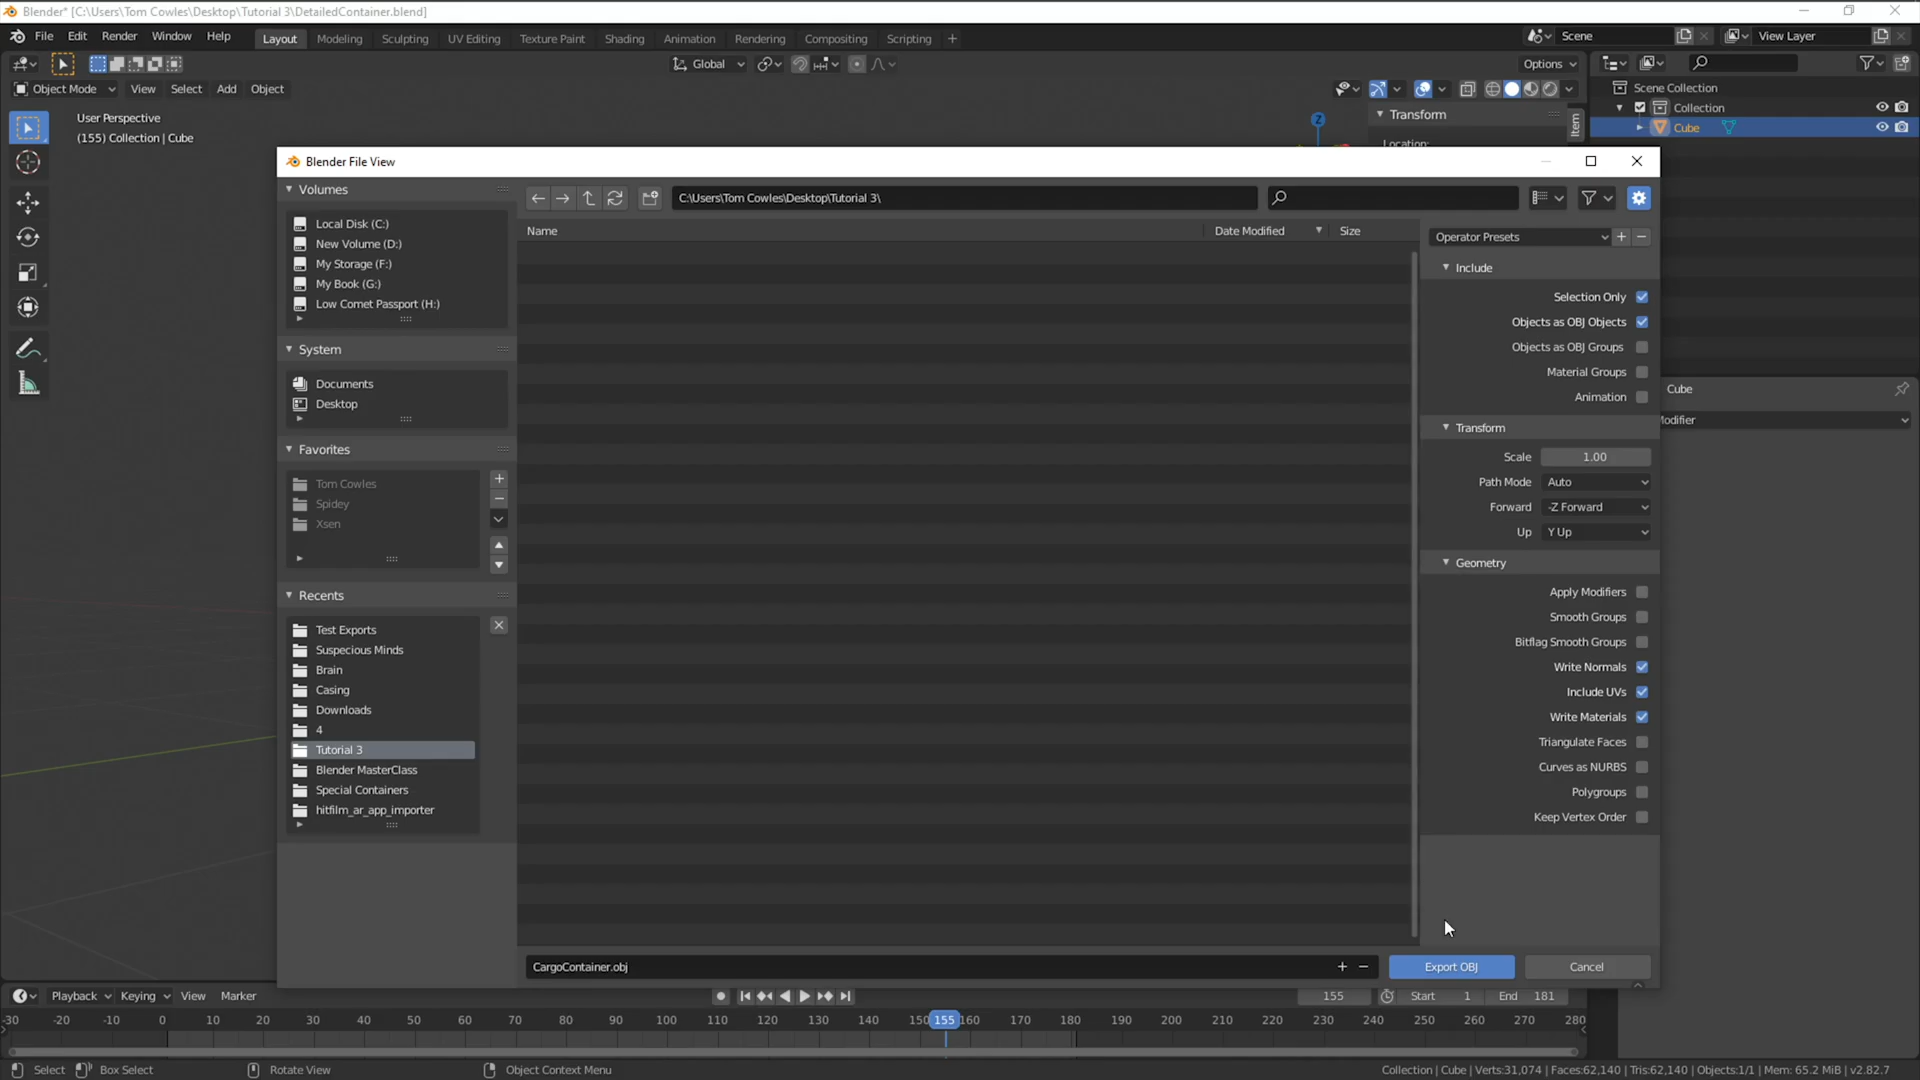 Blender* [C:\Users\Tom Cowles\Desktop\Tutorial 3\DetailedContainer.blend]
File Edit Render Window Help Layout Modeling Sculpting UV Editing Texture Paint Shading Animation Rendering Compositing Scripting + Scene View Layer
Global Options
Object Mode View Select Add Object
User Perspective
(155) Collection | Cube
Z
Transform
Item
Location:
Scene Collection
Collection
Cube
Blender File View
Volumes
Local Disk (C:)
New Volume (D:)
My Storage (F:)
My Book (G:)
Low Comet Passport (H:)
System
Documents
Desktop
Favorites
Tom Cowles
Spidey
Xsen
Recents
Test Exports
Suspecious Minds
Brain
Casing
Downloads
4
Tutorial 3
Blender MasterClass
Special Containers
hitfilm_ar_app_importer
C:\Users\Tom Cowles\Desktop\Tutorial 3\
Name Date Modified Size
Operator Presets
Include
Selection Only
Objects as OBJ Objects
Objects as OBJ Groups
Material Groups
Animation
Transform
Scale 1.00
Path Mode Auto
Forward -Z Forward
Up Y Up
Geometry
Apply Modifiers
Smooth Groups
Bitflag Smooth Groups
Write Normals
Include UVs
Write Materials
Triangulate Faces
Curves as NURBS
Polygroups
Keep Vertex Order
CargoContainer.obj
Export OBJ Cancel
Cube
Modifier
Playback Keying View Marker 155 Start 1 End 181
-30 -20 -10 0 10 20 30 40 50 60 70 80 90 100 110 120 130 140 150 155 160 170 180 190 200 210 220 230 240 250 260 270 280
Select Box Select Rotate View Object Context Menu Collection | Cube | Verts:31,074 | Faces:62,140 | Tris:62,140 | Objects:1/1 | Mem: 65.2 MiB | v2.82.7